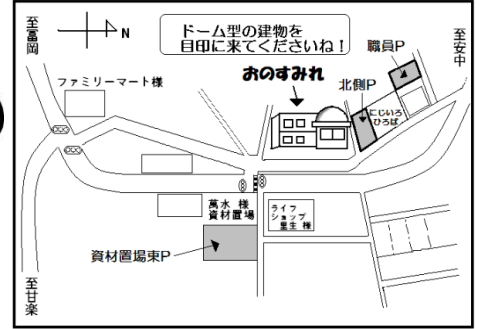 至富岡
N
ドーム型の建物を
目印に来てくださいね！
至安中
職員P
ファミリーマート様
おのすみれ
北側P
にじいろ
ひろば
萬水 様
資材置場
ライフ
ショップ
里生 様
資材置場東P
至甘楽